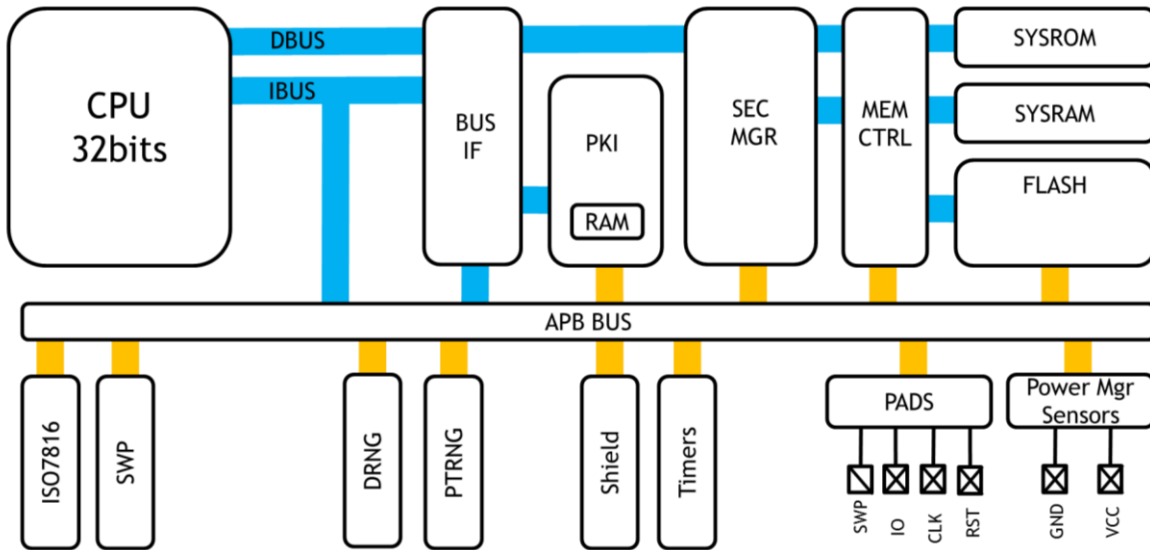 DBUS
IBUS
CPU
32bits
BUS
IF
PKI
RAM
SEC
MGR
MEM
CTRL
SYSROM
SYSRAM
FLASH
APB BUS
ISO7816
SWP
DRNG
PTRNG
Shield
Timers
PADS
SWP
IO
CLK
RST
Power Mgr
Sensors
GND
VCC